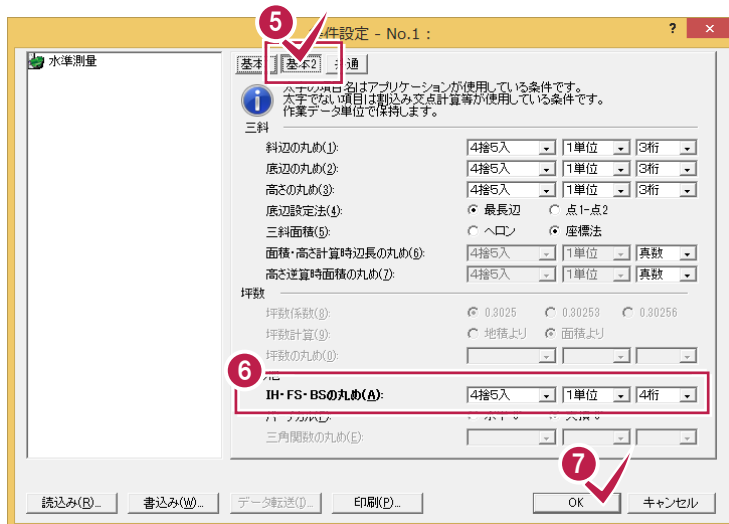 件設定 - No.1 :
?
×
5
水準測量
基本
基本2
通
太字の項目名はアプリケーションが使用している条件です。
太字でない項目は割込み交点計算等が使用している条件です。
作業データ単位で保持します。
三斜
斜辺の丸め(1): 4捨5入 1単位 3桁
底辺の丸め(2): 4捨5入 1単位 3桁
高さの丸め(3): 4捨5入 1単位 3桁
底辺設定法(4): 最長辺 点1-点2
三斜面積(5): ヘロン 座標法
面積・高さ計算時辺長の丸め(6): 4捨5入 1単位 真数
高さ逆算時面積の丸め(7): 4捨5入 1単位 真数
坪数
坪数係数(8): 0.3025 0.30253 0.30256
坪数計算(9): 地積より 面積より
坪数の丸め(0):
6
IH・FS・BSの丸め(A): 4捨5入 1単位 4桁
三角関数の丸め(E):
7
読込み(R)... 書込み(W)... データ転送(I)... 印刷(P)... OK キャンセル